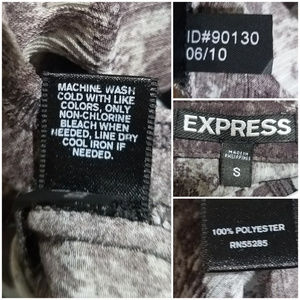 MACHINE WASH
COLD WITH LIKE
COLORS, ONLY
NON-CHLORINE
BLEACH WHEN
NEEDED, LINE DRY
COOL IRON IF
NEEDED.
ID#90130
06/10
EXPRESS
MADE IN
PHILIPPINES
S
100% POLYESTER
RN55285